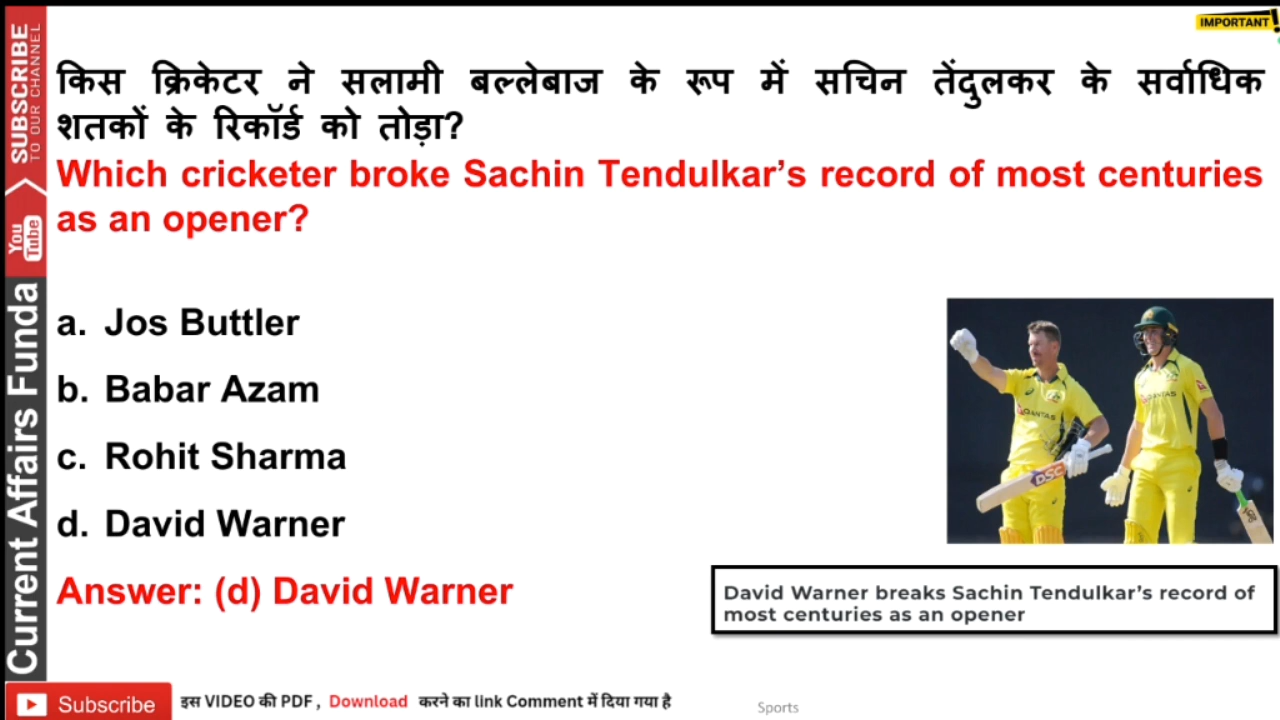 IMPORTANT!
SUBSCRIBE
TO OUR CHANNEL
You Tube
Current Affairs Funda
किस क्रिकेटर ने सलामी बल्लेबाज के रूप में सचिन तेंदुलकर के सर्वाधिक
शतकों के रिकॉर्ड को तोड़ा?
Which cricketer broke Sachin Tendulkar’s record of most centuries
as an opener?
a. Jos Buttler
b. Babar Azam
c. Rohit Sharma
d. David Warner
Answer: (d) David Warner
QANTAS
QANTAS
DSC
David Warner breaks Sachin Tendulkar’s record of
most centuries as an opener
Subscribe
इस VIDEO की PDF , Download करने का link Comment में दिया गया है
Sports